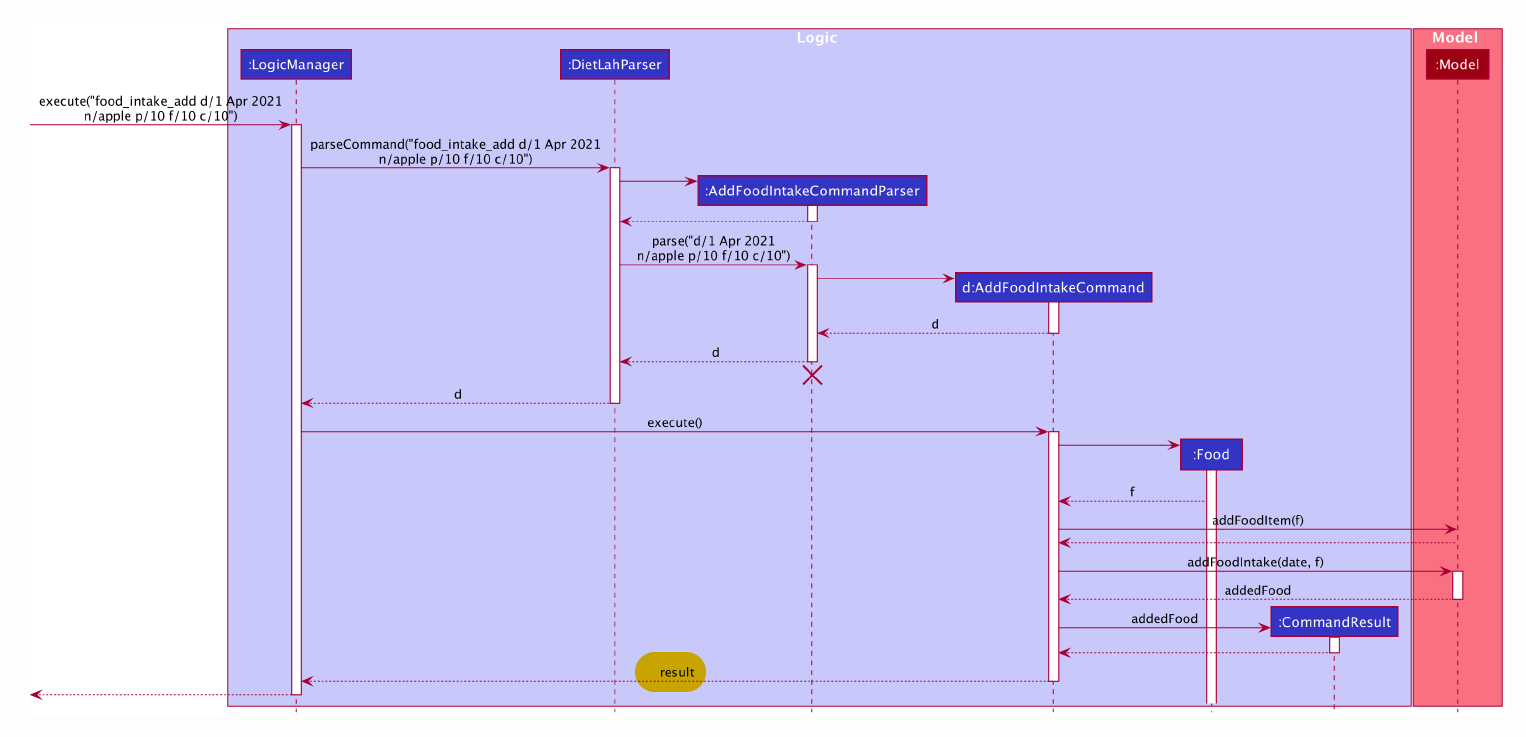 Logic
Model
:LogicManager
:DietLahParser
:Model
execute("food_intake_add d/1 Apr 2021
n/apple p/10 f/10 c/10")
parseCommand("food_intake_add d/1 Apr 2021
n/apple p/10 f/10 c/10")
:AddFoodIntakeCommandParser
parse("d/1 Apr 2021
n/apple p/10 f/10 c/10")
d:AddFoodIntakeCommand
d
d
d
execute()
:Food
f
addFoodItem(f)
addFoodIntake(date, f)
addedFood
addedFood
:CommandResult
result